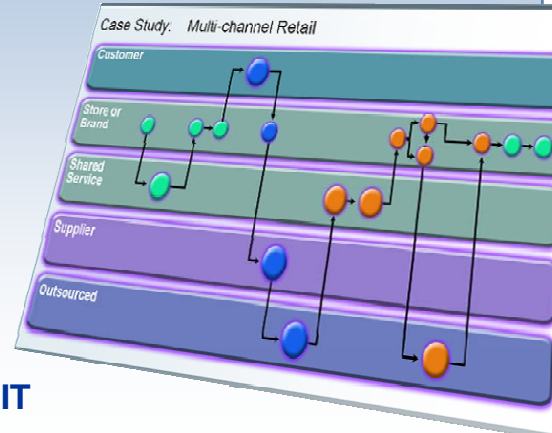 Case Study: Multi-channel Retail
Customer
Store or
Brand
Shared
Service
Supplier
Outsourced
IT